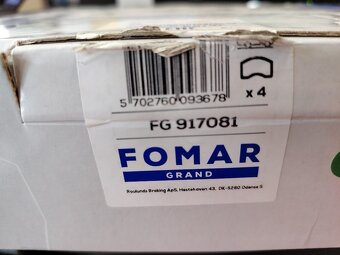 5 702760 093678
x 4
FG 917081
FOMAR
GRAND
Roulunds Braking ApS, Hestehaven 43, DK-5260 Odense S